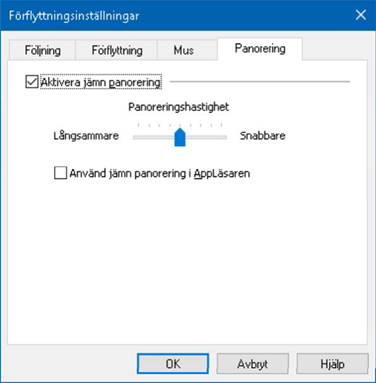 Förflyttningsinställningar
Följning Förflyttning Mus Panorering
Aktivera jämn panorering
Panoreringshastighet
Långsammare Snabbare
Använd jämn panorering i AppLäsaren
OK Avbryt Hjälp